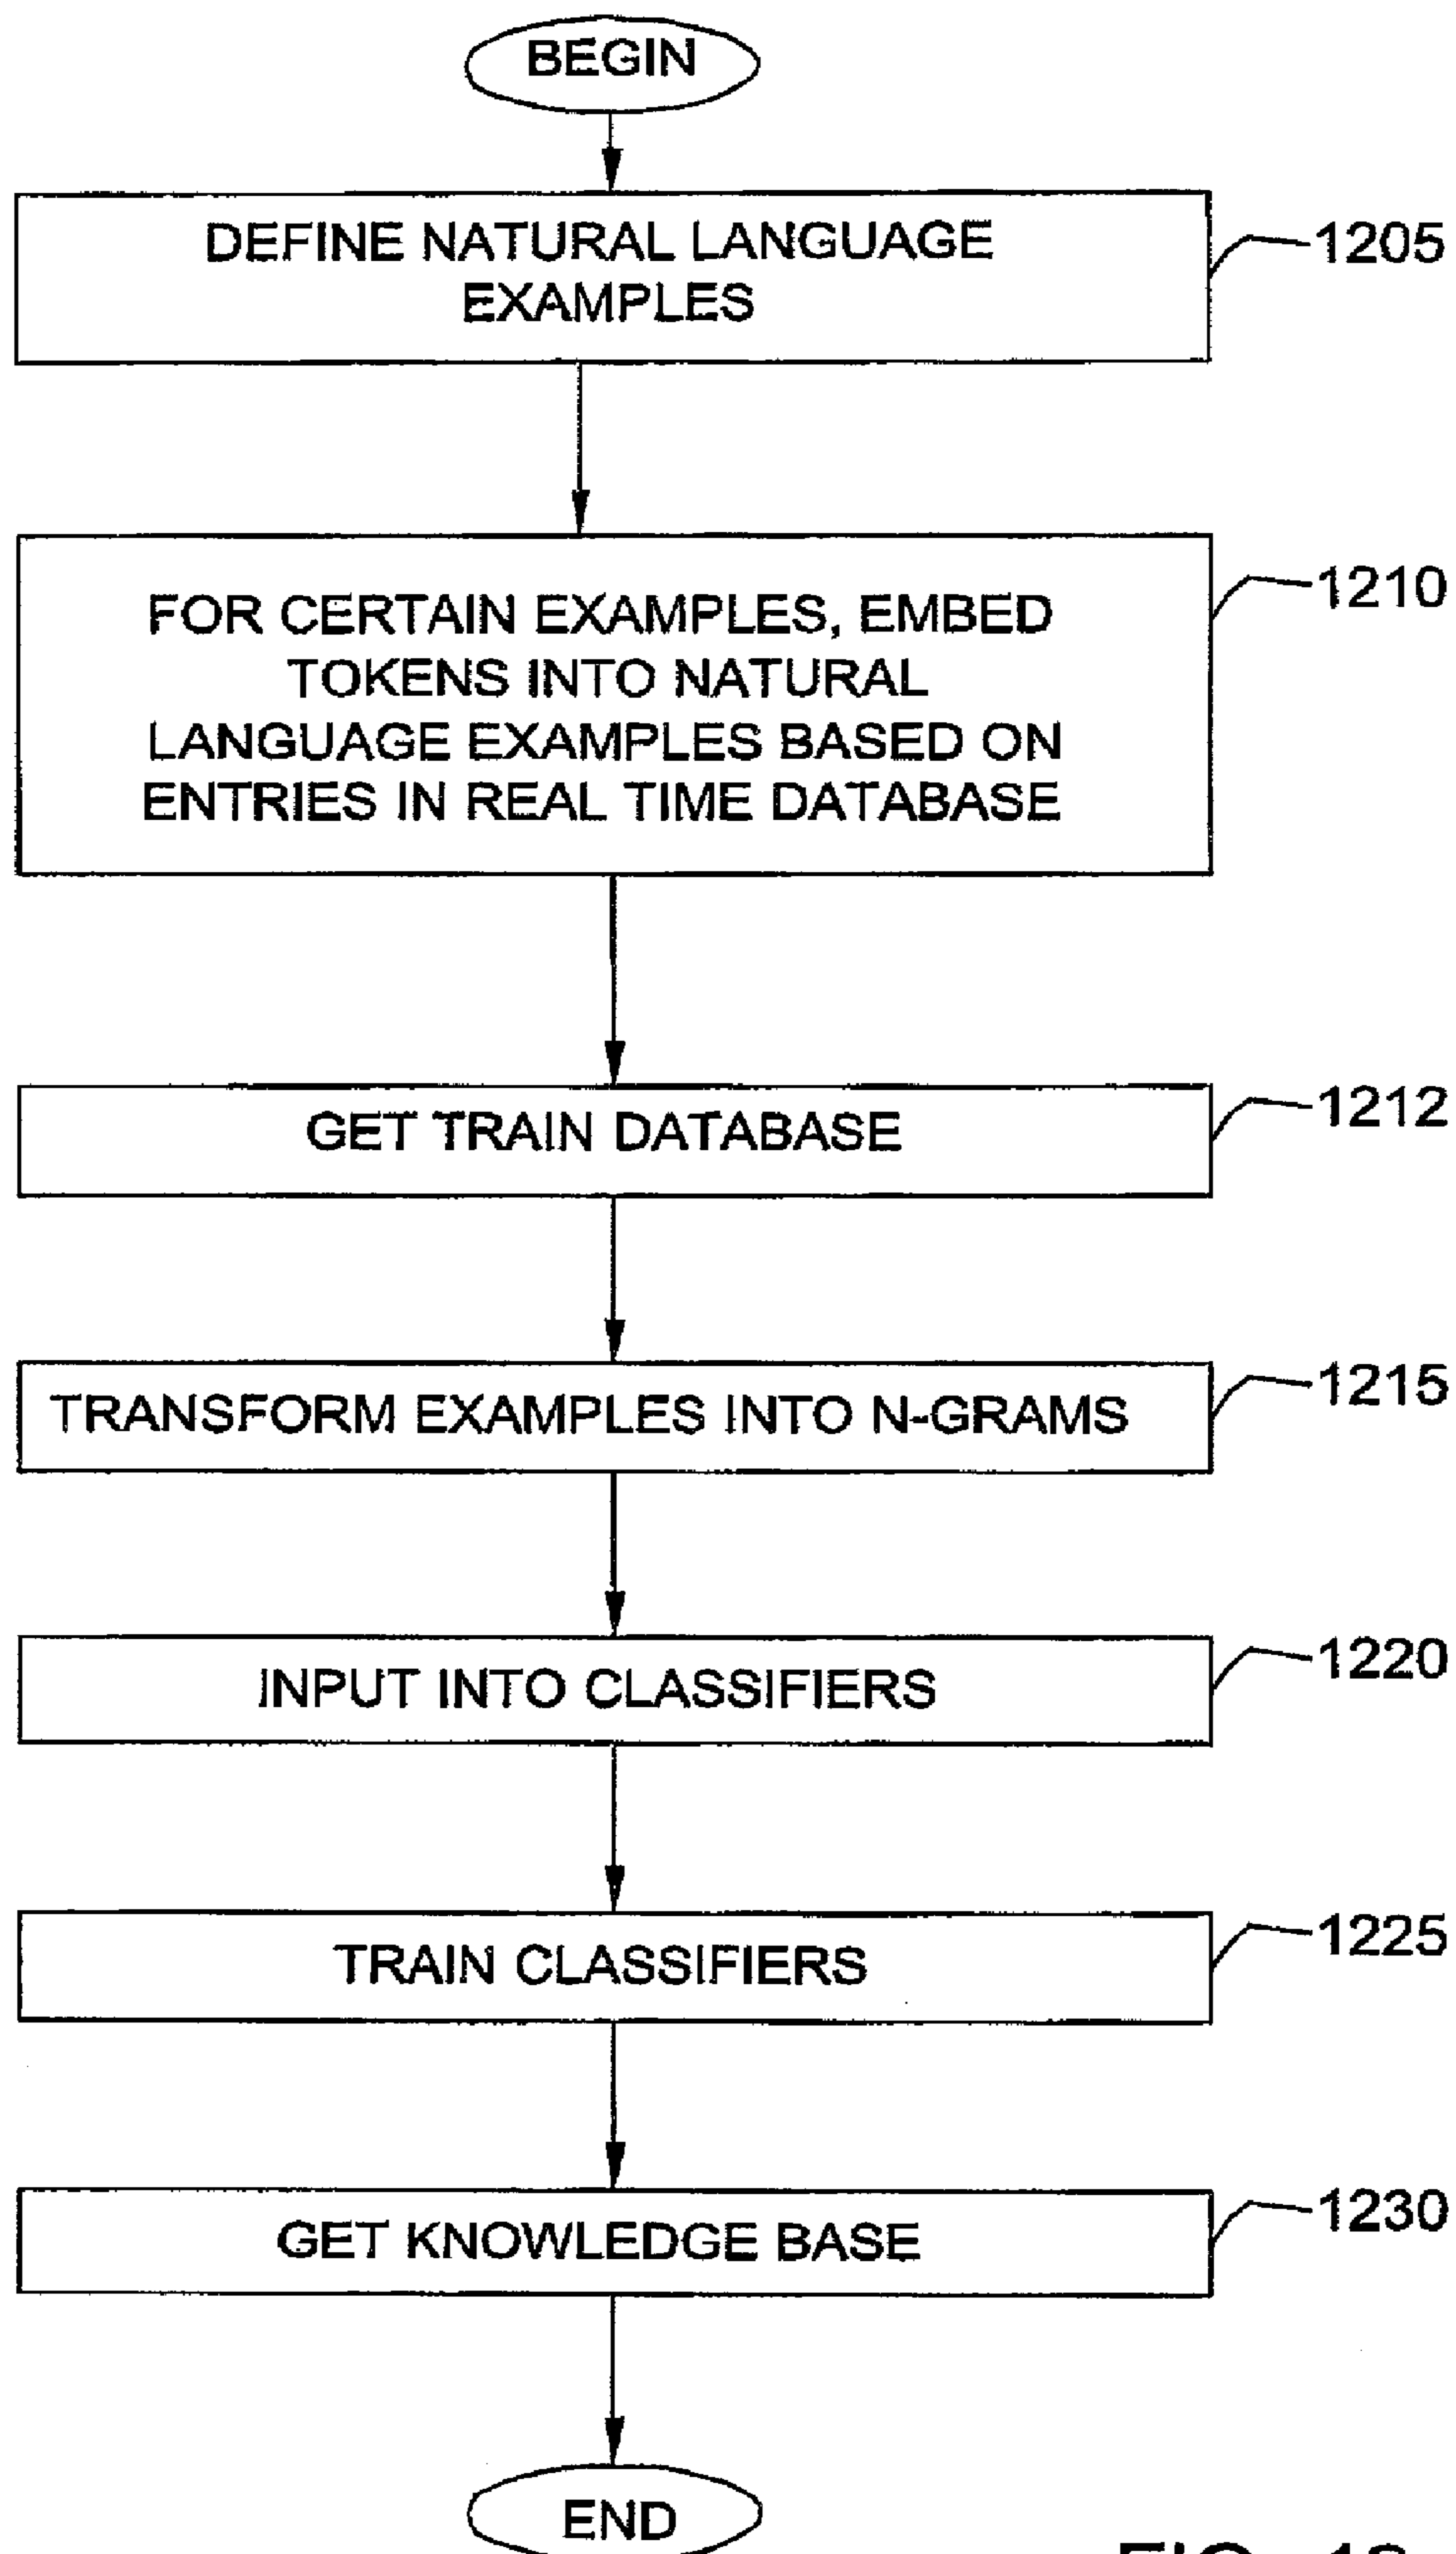 BEGIN
DEFINE NATURAL LANGUAGE
EXAMPLES
1205
FOR CERTAIN EXAMPLES, EMBED
TOKENS INTO NATURAL
LANGUAGE EXAMPLES BASED ON
ENTRIES IN REAL TIME DATABASE
1210
GET TRAIN DATABASE
1212
TRANSFORM EXAMPLES INTO N-GRAMS
1215
INPUT INTO CLASSIFIERS
1220
TRAIN CLASSIFIERS
1225
GET KNOWLEDGE BASE
1230
END